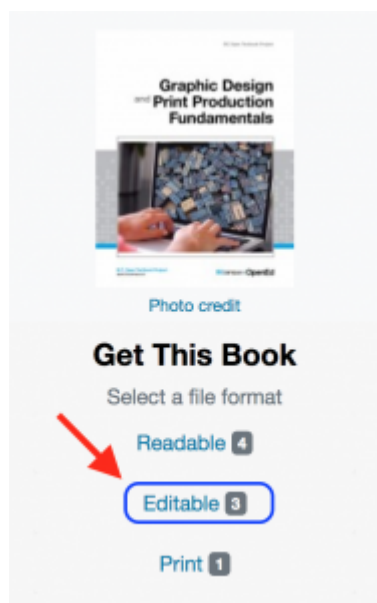 Graphic Design
and Print Production
Fundamentals
OpenEd
Photo credit
Get This Book
Select a file format
Readable 4
Editable 3
Print 1